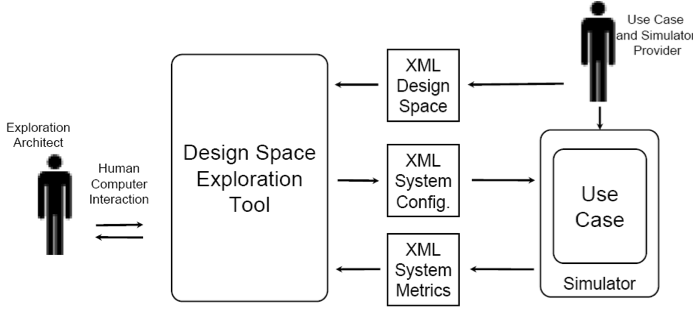 Use Case
and Simulator
Provider
XML
Design
Space
Exploration
Architect
Human
Computer
Interaction
Design Space
Exploration
Tool
XML
System
Config.
Use
Case
XML
System
Metrics
Simulator